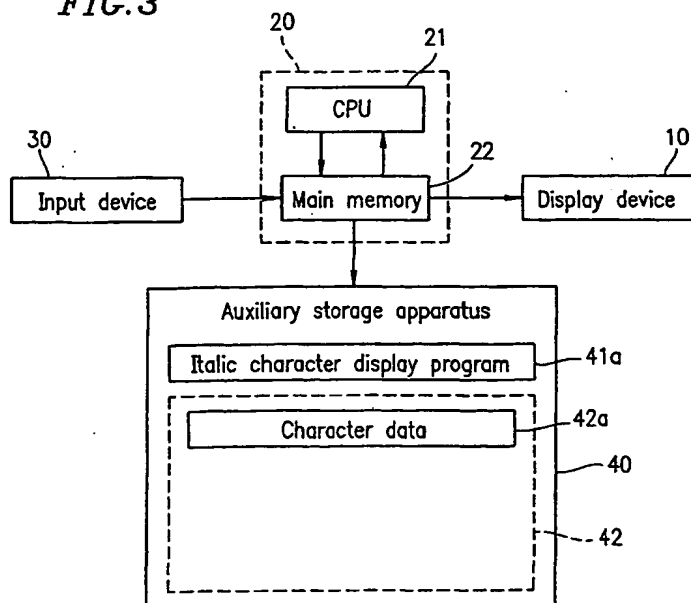 FIG.3
20
21
CPU
30
22
10
Input device
Main memory
Display device
Auxiliary storage apparatus
Italic character display program
41a
42a
Character data
40
42